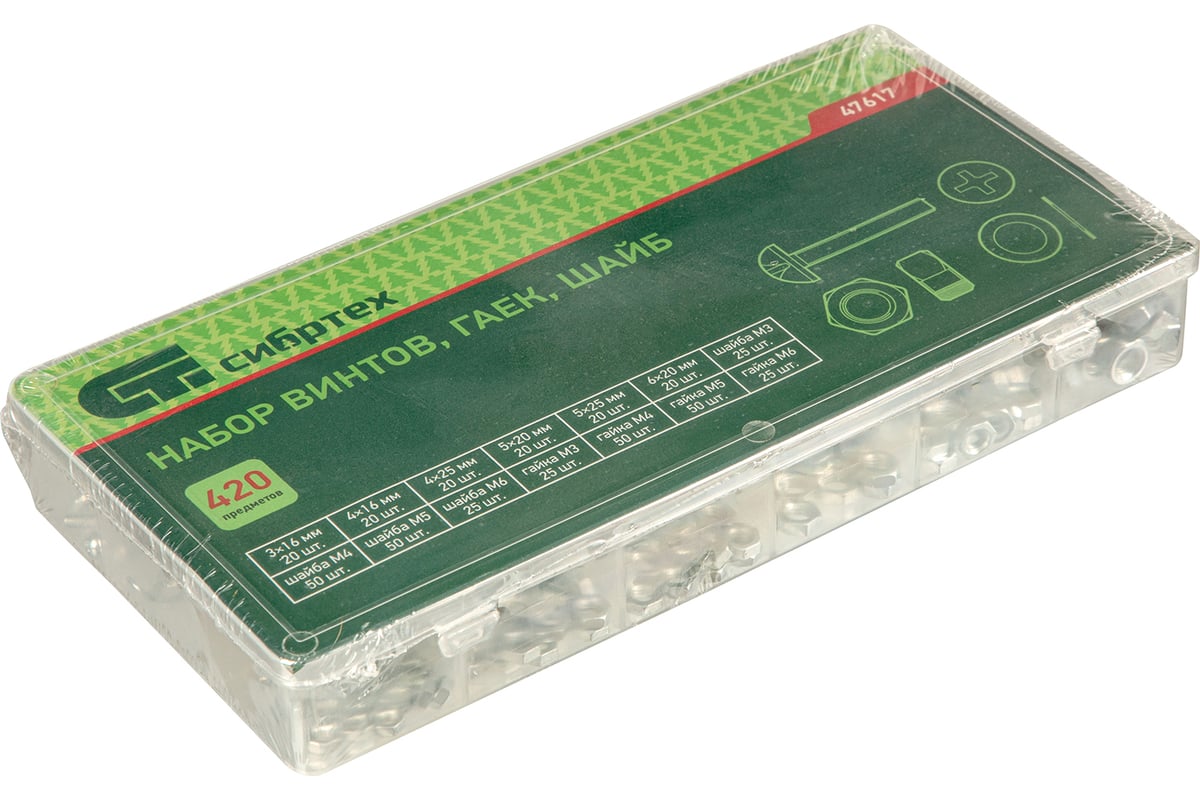 47617
сибртех
НАБОР ВИНТОВ, ГАЕК, ШАЙБ
420
предметов
3×16 мм
20 шт.
4×16 мм
20 шт.
4×25 мм
20 шт.
5×20 мм
20 шт.
5×25 мм
20 шт.
6×20 мм
20 шт.
шайба М3
25 шт.
шайба М4
50 шт.
шайба М5
50 шт.
шайба М6
25 шт.
гайка М3
25 шт.
гайка М4
50 шт.
гайка М5
50 шт.
гайка М6
25 шт.